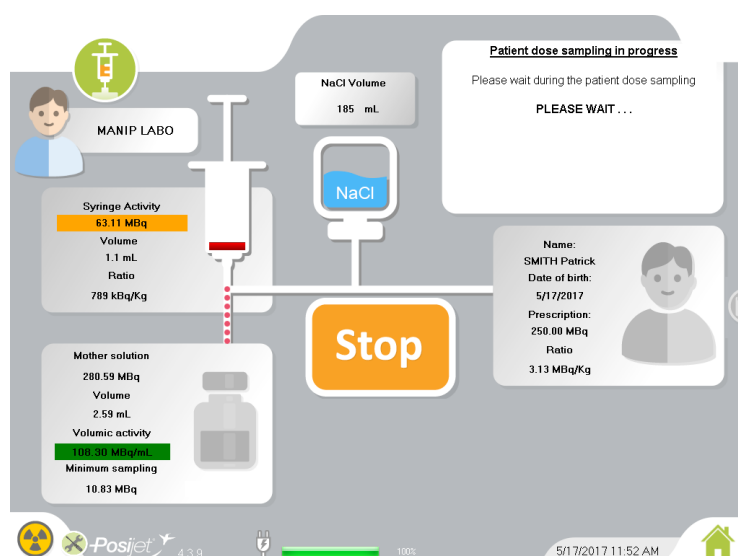 Patient dose sampling in progress
Please wait during the patient dose sampling
PLEASE WAIT . . .
NaCl Volume
185 mL
E
MANIP LABO
NaCl
Syringe Activity
63.11 MBq
Volume
1.1 mL
Ratio
789 kBq/Kg
Name:
SMITH Patrick
Date of birth:
5/17/2017
Prescription:
250.00 MBq
Ratio
3.13 MBq/Kg
Stop
Mother solution
280.59 MBq
Volume
2.59 mL
Volumic activity
108.30 MBq/mL
Minimum sampling
10.83 MBq
Posijet 4.3.9
100%
5/17/2017 11:52 AM